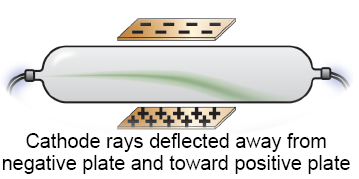 Cathode rays deflected away from
negative plate and toward positive plate